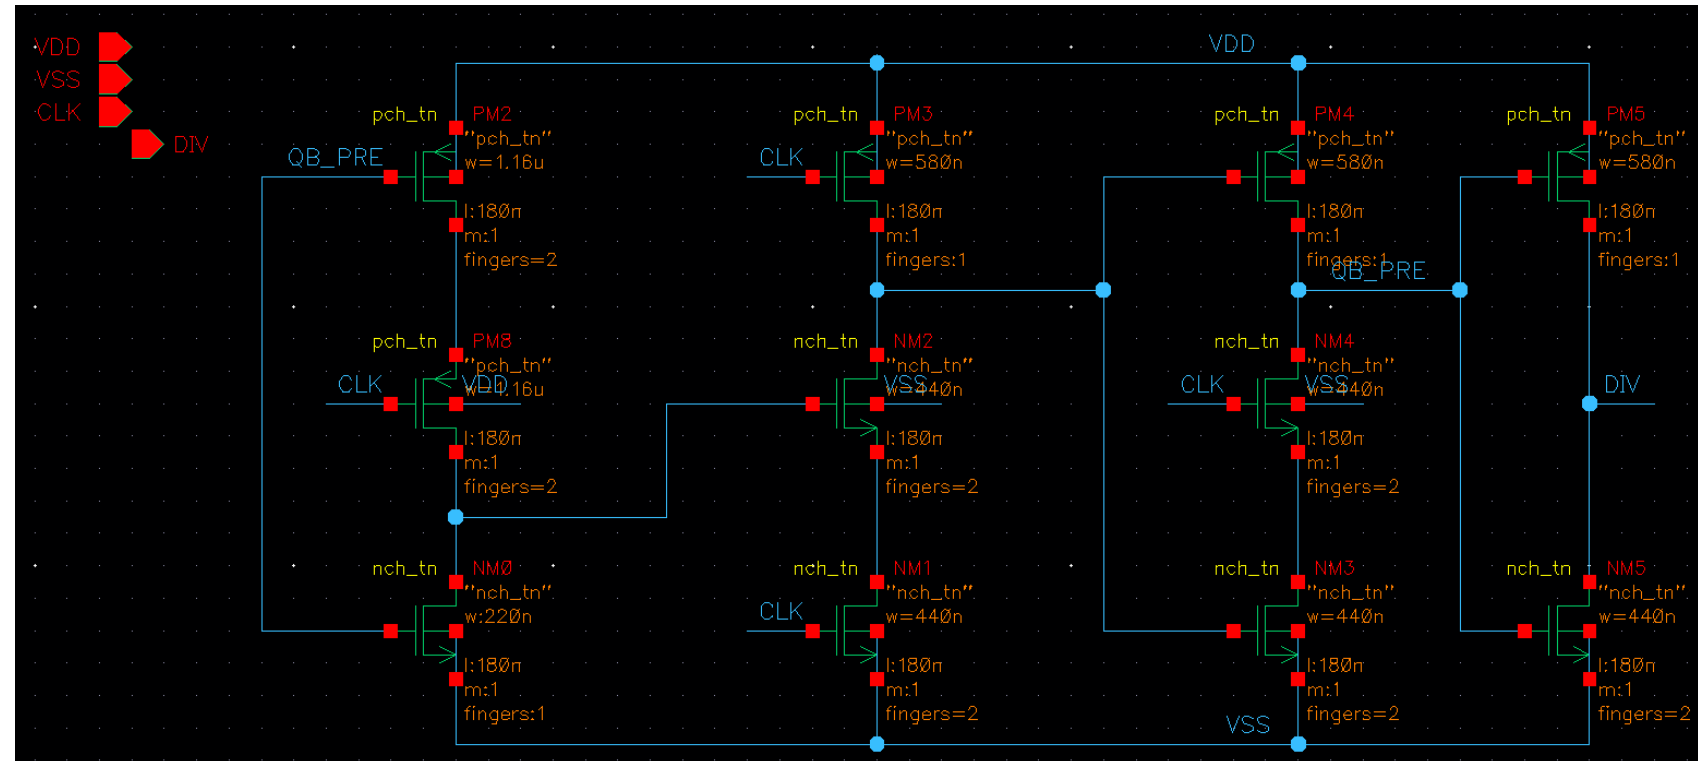 VDD
VSS
CLK
DIV
VDD
pch_tn PM2
"pch_tn"
w=1.16u
QB_PRE
l:180n
m:1
fingers=2
pch_tn PM3
"pch_tn"
w=580n
CLK
l:180n
m:1
fingers:1
pch_tn PM4
"pch_tn"
w=580n
l:180n
m:1
fingers:1
QB_PRE
pch_tn PM5
"pch_tn"
w=580n
l:180n
m:1
fingers:1
pch_tn PM8
"pch_tn"
w=1.16u
CLK VDD
l:180n
m:1
fingers=2
nch_tn NM2
"nch_tn"
w=440n
VSS
l:180n
m:1
fingers=2
nch_tn NM4
"nch_tn"
w=440n
CLK VSS
l:180n
m:1
fingers=2
DIV
nch_tn NM0
"nch_tn"
w:220n
l:180n
m:1
fingers:1
nch_tn NM1
"nch_tn"
w=440n
CLK
l:180n
m:1
fingers=2
nch_tn NM3
"nch_tn"
w=440n
l:180n
m:1
fingers=2
nch_tn NM5
"nch_tn"
w=440n
l:180n
m:1
fingers=2
VSS